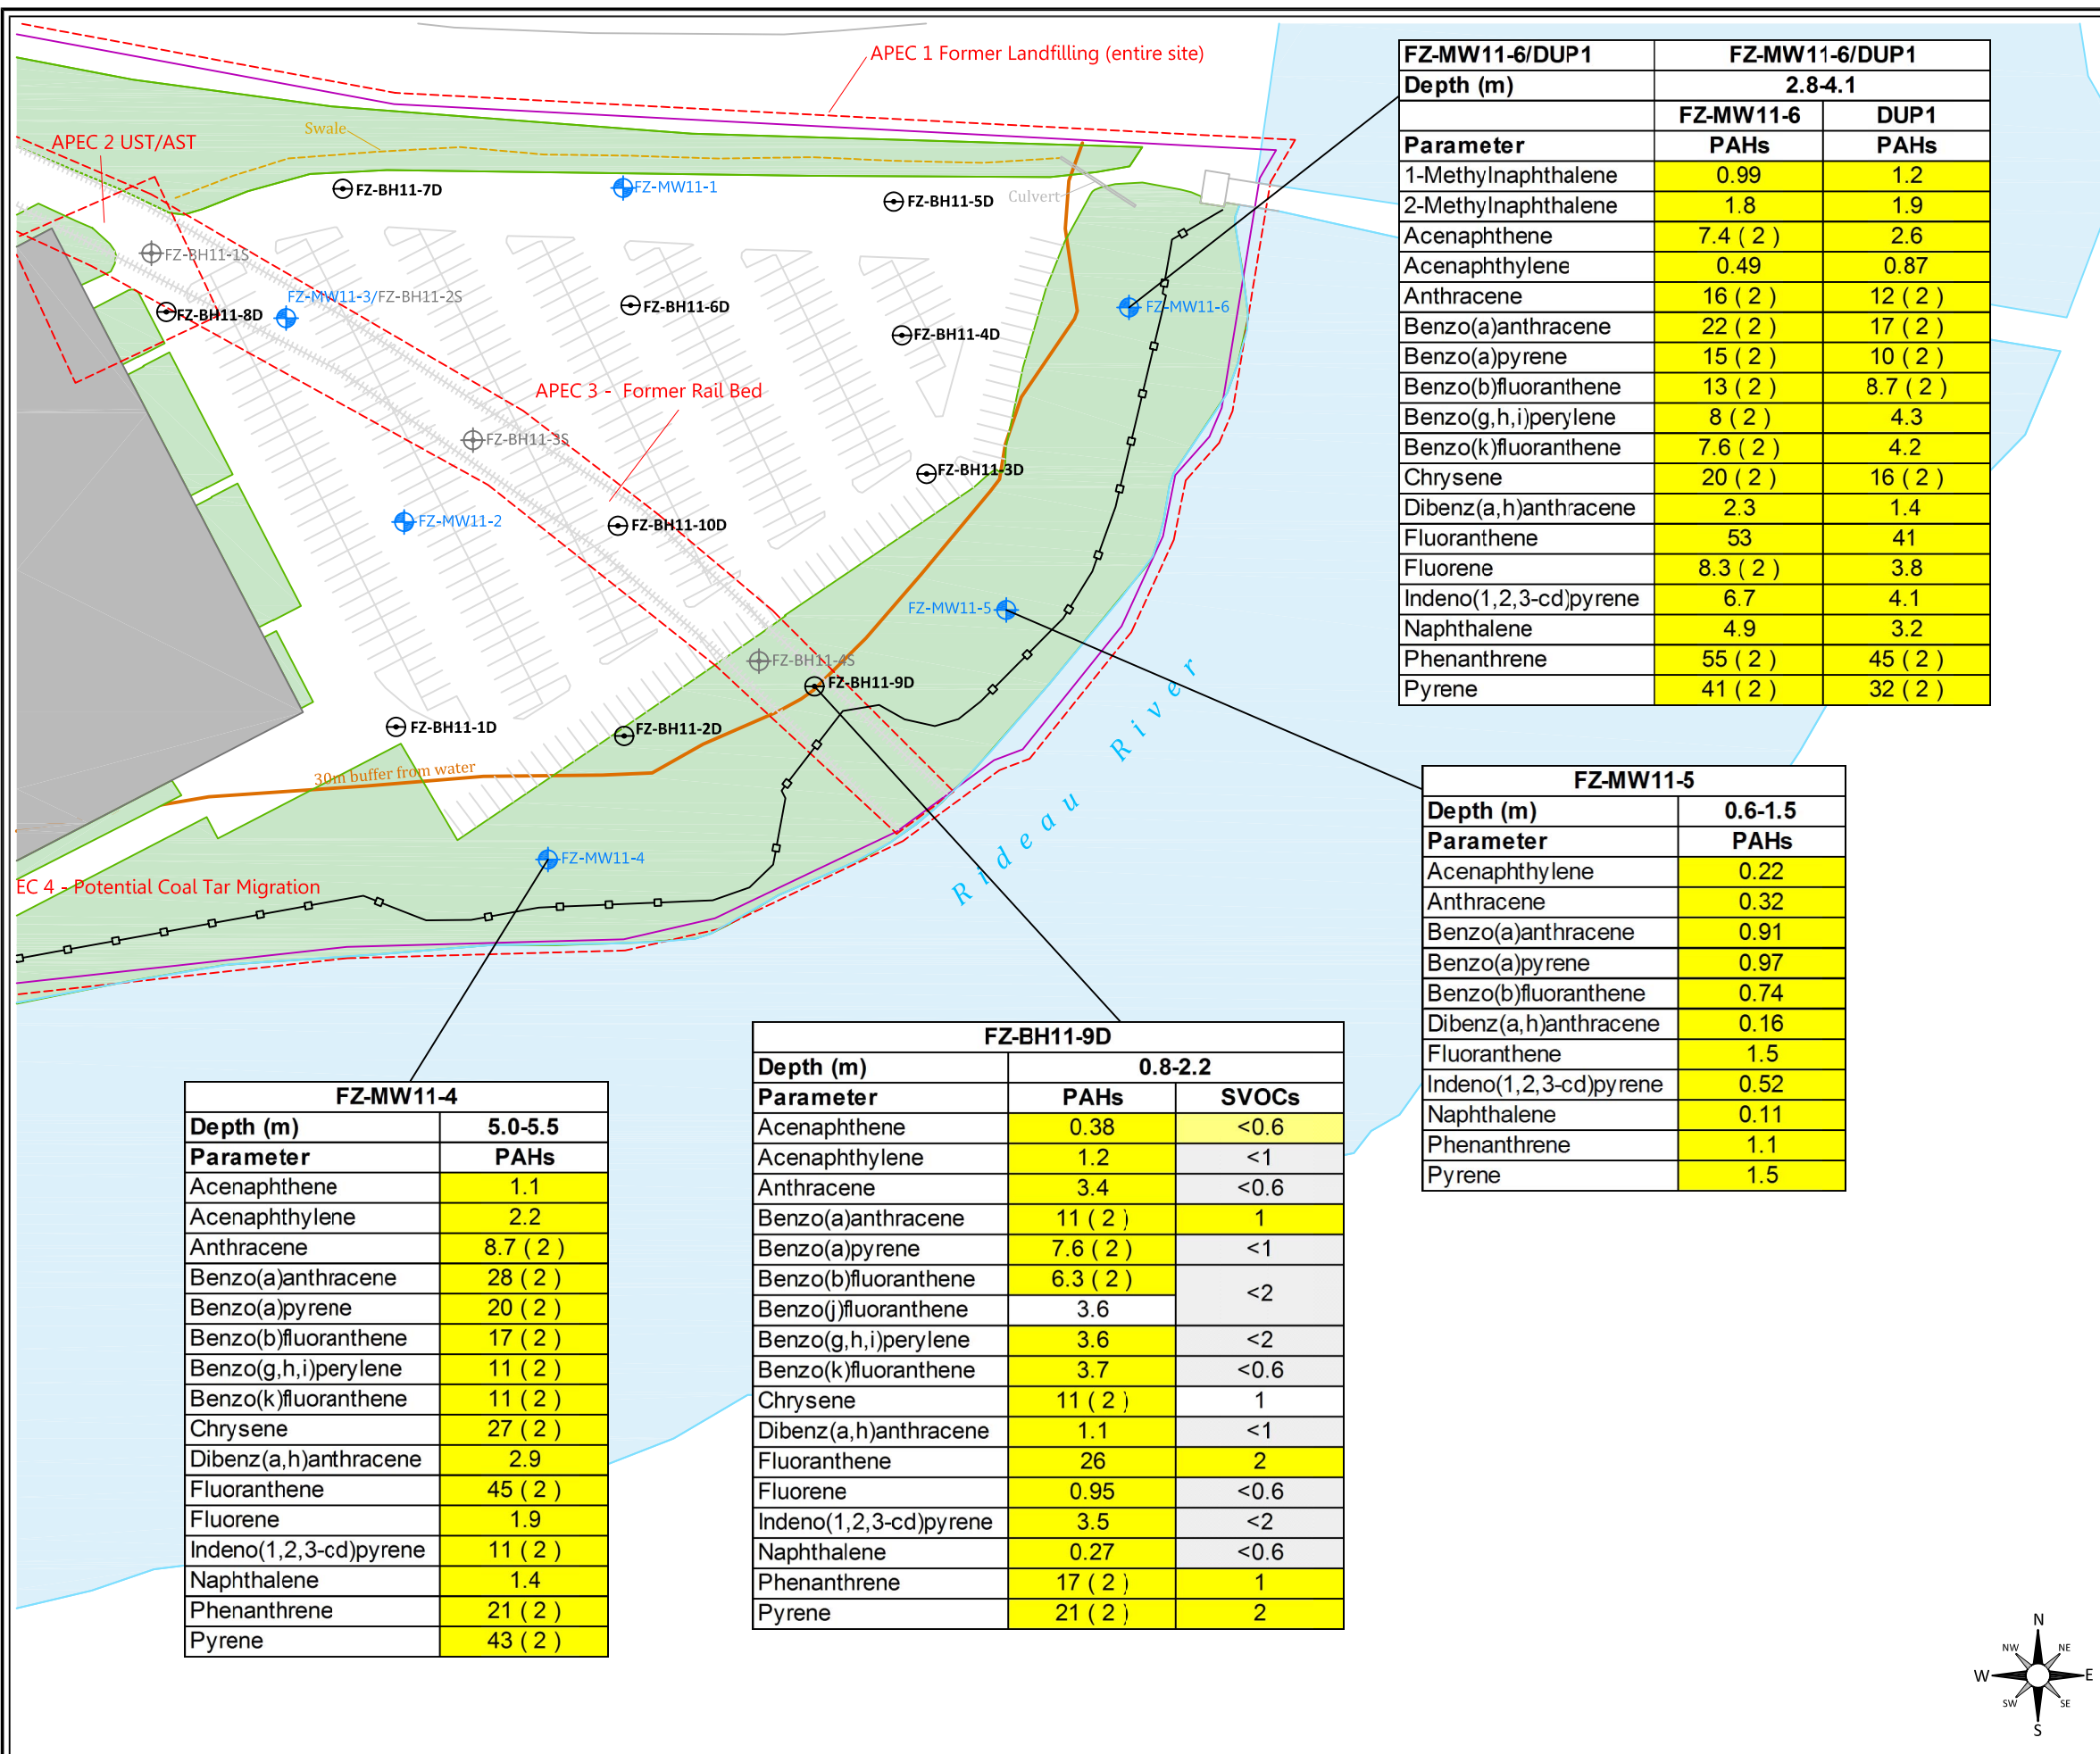 APEC 1 Former Landfilling (entire site)
APEC 2 UST/AST
Swale
FZ-BH11-7D
FZ-MW11-1
FZ-BH11-5D
Culvert
FZ-BH11-1S
FZ-MW11-3/FZ-BH11-2S
FZ-BH11-8D
FZ-BH11-6D
FZ-MW11-6
FZ-BH11-4D
APEC 3 - Former Rail Bed
FZ-BH11-3S
FZ-BH11-3D
FZ-MW11-2
FZ-BH11-10D
FZ-MW11-5
FZ-BH11-4S
FZ-BH11-9D
FZ-BH11-1D
FZ-BH11-2D
30m buffer from water
FZ-MW11-4
EC 4 - Potential Coal Tar Migration
Rideau River
FZ-MW11-6/DUP1 FZ-MW11-6/DUP1
Depth (m) 2.8-4.1
FZ-MW11-6 DUP1
Parameter PAHs PAHs
1-Methylnaphthalene 0.99 1.2
2-Methylnaphthalene 1.8 1.9
Acenaphthene 7.4 ( 2 ) 2.6
Acenaphthylene 0.49 0.87
Anthracene 16 ( 2 ) 12 ( 2 )
Benzo(a)anthracene 22 ( 2 ) 17 ( 2 )
Benzo(a)pyrene 15 ( 2 ) 10 ( 2 )
Benzo(b)fluoranthene 13 ( 2 ) 8.7 ( 2 )
Benzo(g,h,i)perylene 8 ( 2 ) 4.3
Benzo(k)fluoranthene 7.6 ( 2 ) 4.2
Chrysene 20 ( 2 ) 16 ( 2 )
Dibenz(a,h)anthracene 2.3 1.4
Fluoranthene 53 41
Fluorene 8.3 ( 2 ) 3.8
Indeno(1,2,3-cd)pyrene 6.7 4.1
Naphthalene 4.9 3.2
Phenanthrene 55 ( 2 ) 45 ( 2 )
Pyrene 41 ( 2 ) 32 ( 2 )
FZ-MW11-5
Depth (m) 0.6-1.5
Parameter PAHs
Acenaphthylene 0.22
Anthracene 0.32
Benzo(a)anthracene 0.91
Benzo(a)pyrene 0.97
Benzo(b)fluoranthene 0.74
Dibenz(a,h)anthracene 0.16
Fluoranthene 1.5
Indeno(1,2,3-cd)pyrene 0.52
Naphthalene 0.11
Phenanthrene 1.1
Pyrene 1.5
FZ-BH11-9D
Depth (m) 0.8-2.2
Parameter PAHs SVOCs
Acenaphthene 0.38 <0.6
Acenaphthylene 1.2 <1
Anthracene 3.4 <0.6
Benzo(a)anthracene 11 ( 2 ) 1
Benzo(a)pyrene 7.6 ( 2 ) <1
Benzo(b)fluoranthene 6.3 ( 2 ) <2
Benzo(j)fluoranthene 3.6
Benzo(g,h,i)perylene 3.6 <2
Benzo(k)fluoranthene 3.7 <0.6
Chrysene 11 ( 2 ) 1
Dibenz(a,h)anthracene 1.1 <1
Fluoranthene 26 2
Fluorene 0.95 <0.6
Indeno(1,2,3-cd)pyrene 3.5 <2
Naphthalene 0.27 <0.6
Phenanthrene 17 ( 2 ) 1
Pyrene 21 ( 2 ) 2
FZ-MW11-4
Depth (m) 5.0-5.5
Parameter PAHs
Acenaphthene 1.1
Acenaphthylene 2.2
Anthracene 8.7 ( 2 )
Benzo(a)anthracene 28 ( 2 )
Benzo(a)pyrene 20 ( 2 )
Benzo(b)fluoranthene 17 ( 2 )
Benzo(g,h,i)perylene 11 ( 2 )
Benzo(k)fluoranthene 11 ( 2 )
Chrysene 27 ( 2 )
Dibenz(a,h)anthracene 2.9
Fluoranthene 45 ( 2 )
Fluorene 1.9
Indeno(1,2,3-cd)pyrene 11 ( 2 )
Naphthalene 1.4
Phenanthrene 21 ( 2 )
Pyrene 43 ( 2 )
N
NW NE
W E
SW SE
S